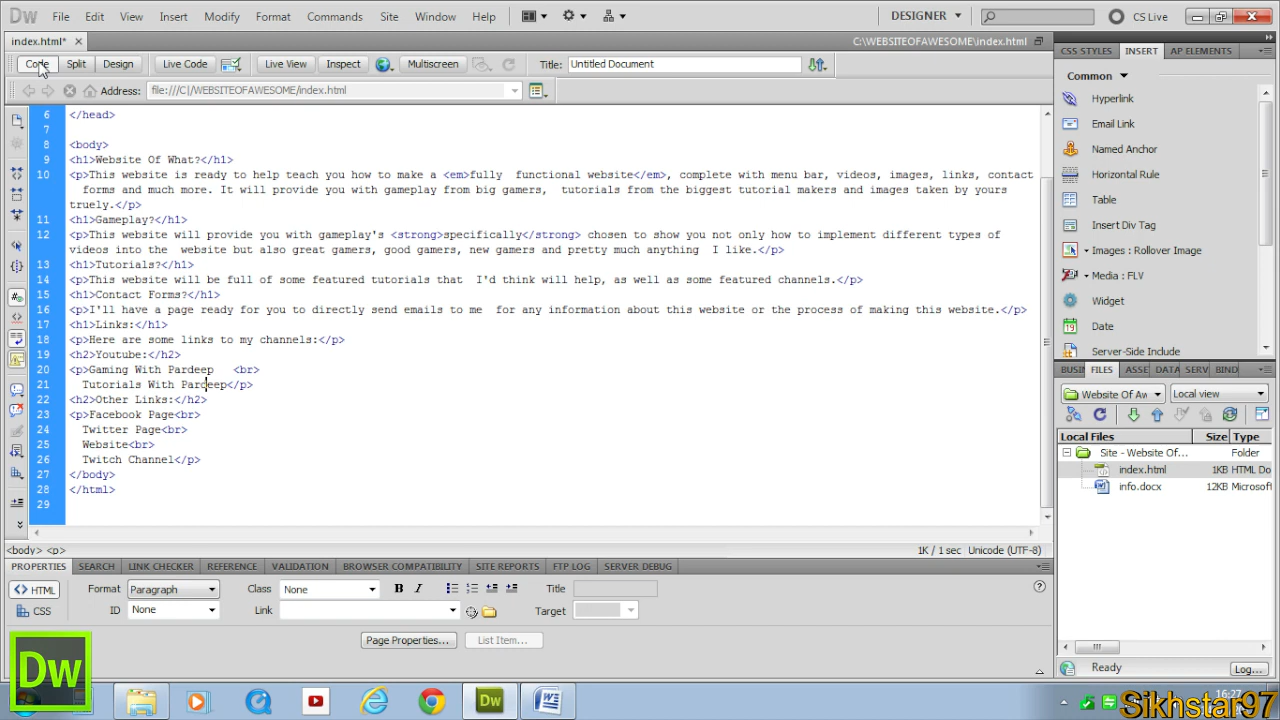 Dw File Edit View Insert Modify Format Commands Site Window Help DESIGNER CS Live
index.html* C:\WEBSITEOFAWESOME\index.html
Code Split Design Live Code Live View Inspect Multiscreen Title: Untitled Document
Address: file:///C|/WEBSITEOFAWESOME/index.html
6 </head>
7
8 <body>
9 <h1>Website Of What?</h1>
10 <p>This website is ready to help teach you how to make a <em>fully functional website</em>, complete with menu bar, videos, images, links, contact
forms and much more. It will provide you with gameplay from big gamers, tutorials from the biggest tutorial makers and images taken by yours
truely.</p>
11 <h1>Gameplay?</h1>
12 <p>This website will provide you with gameplay's <strong>specifically</strong> chosen to show you not only how to implement different types of
videos into the website but also great gamers, good gamers, new gamers and pretty much anything I like.</p>
13 <h1>Tutorials?</h1>
14 <p>This website will be full of some featured tutorials that I'd think will help, as well as some featured channels.</p>
15 <h1>Contact Forms?</h1>
16 <p>I'll have a page ready for you to directly send emails to me for any information about this website or the process of making this website.</p>
17 <h1>Links:</h1>
18 <p>Here are some links to my channels:</p>
19 <h2>Youtube:</h2>
20 <p>Gaming With Pardeep <br>
21 Tutorials With Pardeep</p>
22 <h2>Other Links:</h2>
23 <p>Facebook Page<br>
24 Twitter Page<br>
25 Website<br>
26 Twitch Channel</p>
27 </body>
28 </html>
29
<body> <p> 1K / 1 sec Unicode (UTF-8)
CSS STYLES INSERT AP ELEMENTS
Common
Hyperlink
Email Link
Named Anchor
Horizontal Rule
Table
Insert Div Tag
Images : Rollover Image
Media : FLV
Widget
Date
Server-Side Include
BUSIN FILES ASSE DATA SERV BIND
Website Of Aw Local view
Local Files Size Type
Site - Website Of... Folder
index.html 1KB HTML Do
info.docx 12KB Microsof
Ready Log...
PROPERTIES SEARCH LINK CHECKER REFERENCE VALIDATION BROWSER COMPATIBILITY SITE REPORTS FTP LOG SERVER DEBUG
<> HTML Format Paragraph Class None B I Title
CSS ID None Link Target
Page Properties... List Item...
Dw Dw W 16:27
Sikhstar97